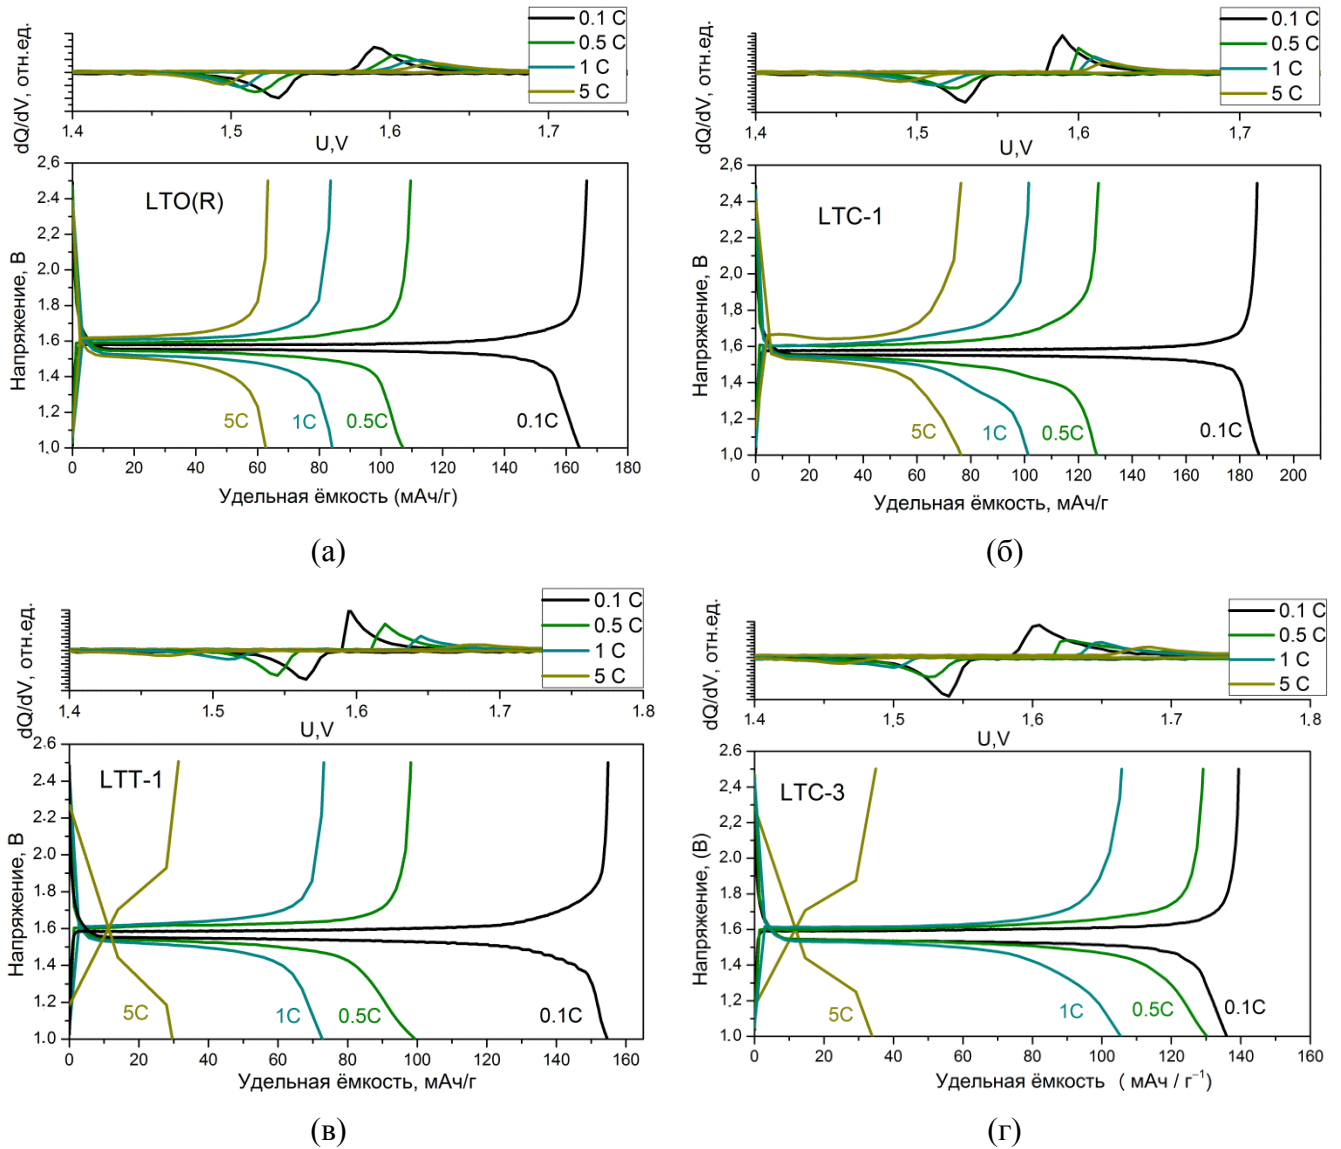 dQ/dV, отн.ед.
0.1 C
0.5 C
1 C
5 C
1.4 1,5 1,6 1,7
U,V
Напряжение, В
2,6
2.4
2,2
2.0
1.8
1.6
1.4
1.2
1,0
LTO(R)
5C 1C 0.5C 0.1C
0 20 40 60 80 100 120 140 160 180
Удельная ёмкость (мАч/г)
(а)
dQ/dV, отн.ед.
0.1 C
0.5 C
1 C
5 C
1,4 1,5 1,6 1,7
U,V
Напряжение, В
2,6
2,4
2,2
2,0
1,8
1,6
1,4
1,2
1,0
LTC-1
5C 1C 0.5C 0.1C
0 20 40 60 80 100 120 140 160 180 200
Удельная ёмкость, мАч/г
(б)
dQ/dV, отн.ед.
0.1 C
0.5 C
1 C
5 C
1.4 1.5 1.6 1.7 1.8
U,V
Напряжение, В
2.6
2.4
2.2
2.0
1.8
1.6
1.4
1.2
1.0
LTT-1
5C 1C 0.5C 0.1C
0 20 40 60 80 100 120 140 160
Удельная ёмкость, мАч/г
(в)
dQ/dV, отн.ед.
0.1 C
0.5 C
1 C
5 C
1.4 1.5 1.6 1.7 1.8
U,V
Напряжение, (В)
2.6
2.4
2.2
2.0
1.8
1.6
1.4
1.2
1.0
LTC-3
5C 1C 0.5C 0.1C
0 20 40 60 80 100 120 140 160
Удельная ёмкость ( мАч / г⁻¹)
(г)